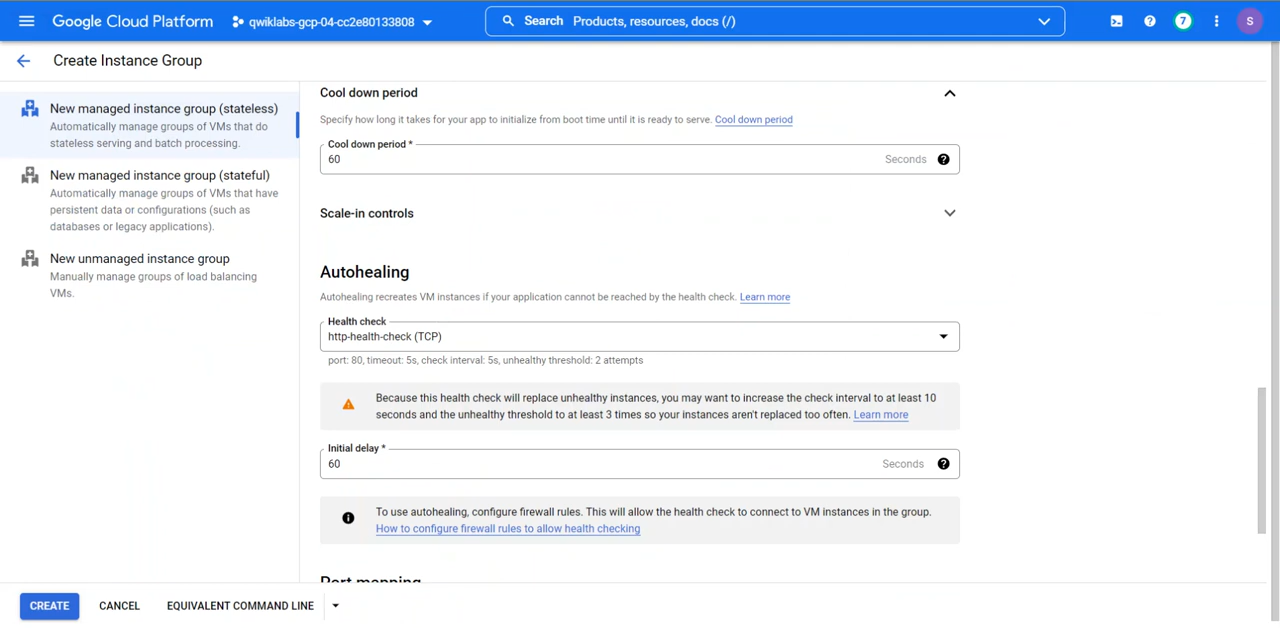 Google Cloud Platform
qwiklabs-gcp-04-cc2e80133808
Search Products, resources, docs (/)
7
S
Create Instance Group
New managed instance group (stateless)
Automatically manage groups of VMs that do
stateless serving and batch processing.
New managed instance group (stateful)
Automatically manage groups of VMs that have
persistent data or configurations (such as
databases or legacy applications).
New unmanaged instance group
Manually manage groups of load balancing
VMs.
Cool down period
Specify how long it takes for your app to initialize from boot time until it is ready to serve. Cool down period
Cool down period *
60 Seconds
Scale-in controls
Autohealing
Autohealing recreates VM instances if your application cannot be reached by the health check. Learn more
Health check
http-health-check (TCP)
port: 80, timeout: 5s, check interval: 5s, unhealthy threshold: 2 attempts
Because this health check will replace unhealthy instances, you may want to increase the check interval to at least 10
seconds and the unhealthy threshold to at least 3 times so your instances aren't replaced too often. Learn more
Initial delay *
60 Seconds
To use autohealing, configure firewall rules. This will allow the health check to connect to VM instances in the group.
How to configure firewall rules to allow health checking
Port mapping
CREATE CANCEL EQUIVALENT COMMAND LINE